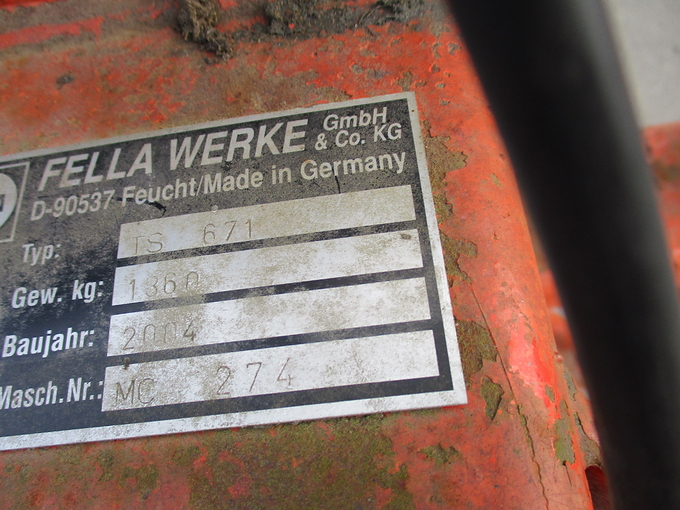 FELLA WERKE GmbH & Co. KG
D-90537 Feucht/Made in Germany
Typ: TS 671
Gew. kg: 1360
Baujahr: 2004
Masch.Nr.: MC 274